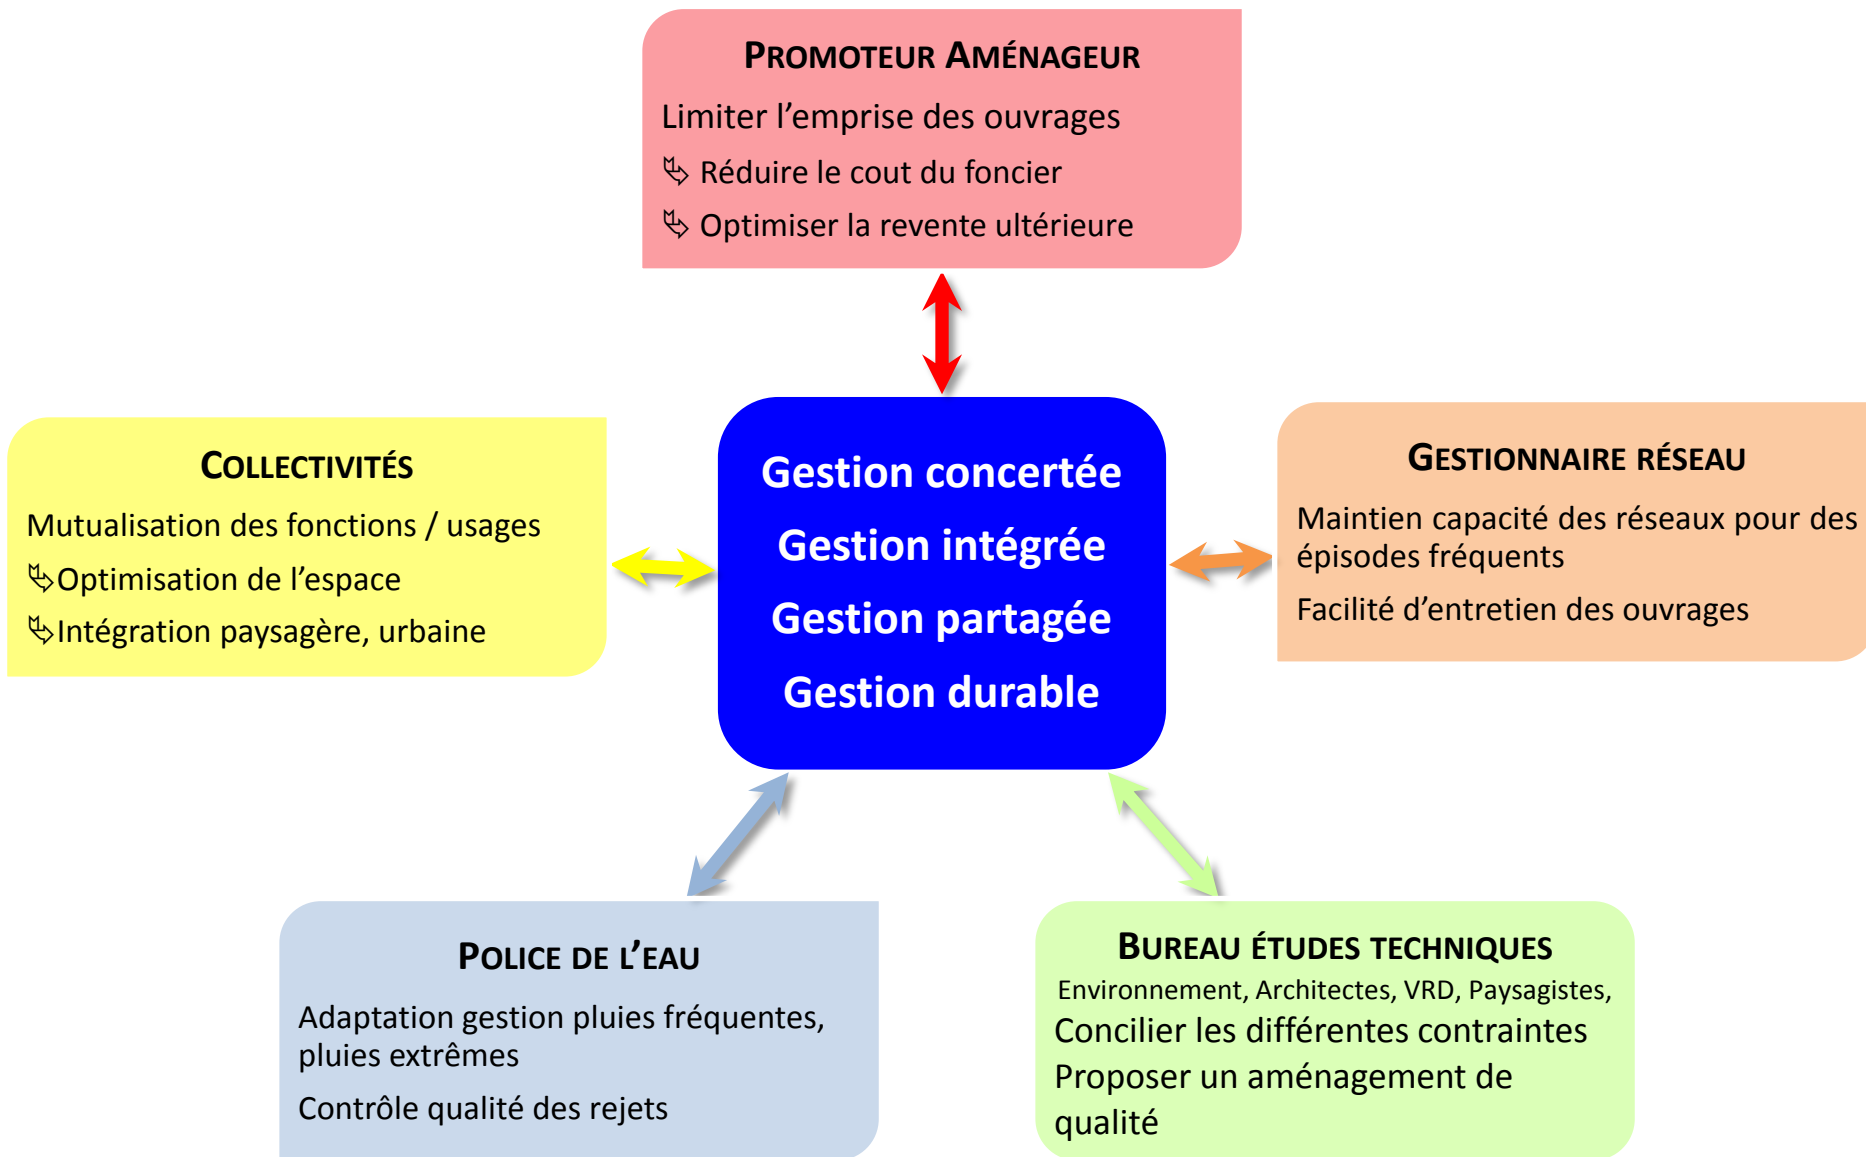 PROMOTEUR AMÉNAGEUR
Limiter l’emprise des ouvrages
Réduire le cout du foncier
Optimiser la revente ultérieure
COLLECTIVITÉS
Mutualisation des fonctions / usages
Optimisation de l’espace
Intégration paysagère, urbaine
Gestion concertée
Gestion intégrée
Gestion partagée
Gestion durable
GESTIONNAIRE RÉSEAU
Maintien capacité des réseaux pour des
épisodes fréquents
Facilité d’entretien des ouvrages
POLICE DE L’EAU
Adaptation gestion pluies fréquentes,
pluies extrêmes
Contrôle qualité des rejets
BUREAU ÉTUDES TECHNIQUES
Environnement, Architectes, VRD, Paysagistes,
Concilier les différentes contraintes
Proposer un aménagement de
qualité